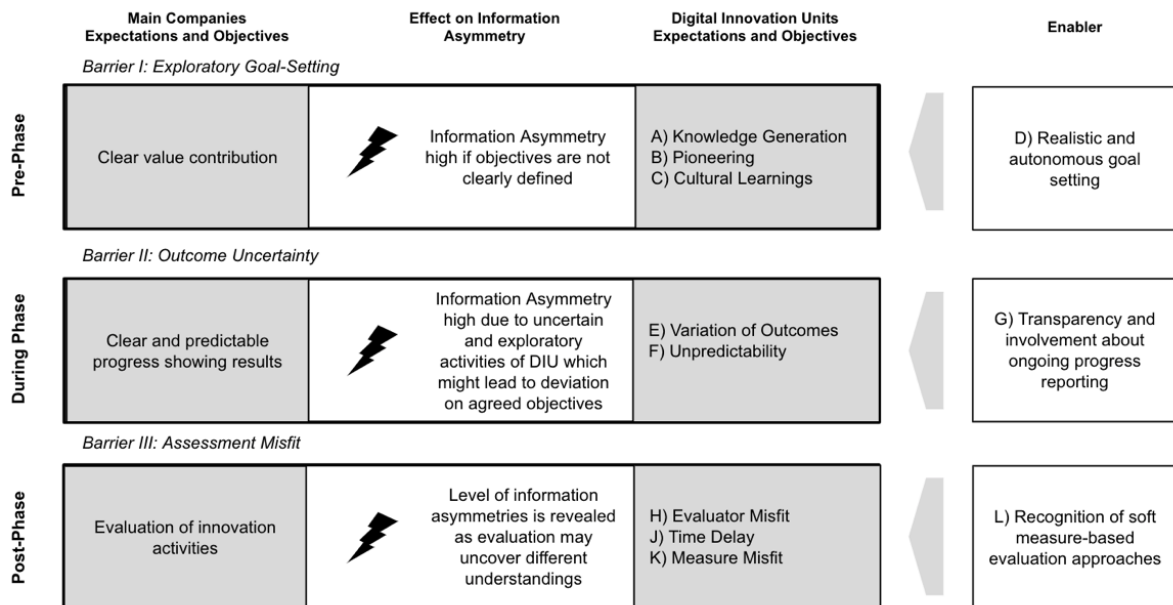 Main Companies
Expectations and Objectives
Effect on Information
Asymmetry
Digital Innovation Units
Expectations and Objectives
Enabler
Barrier I: Exploratory Goal-Setting
Pre-Phase
Clear value contribution
Information Asymmetry
high if objectives are not
clearly defined
A) Knowledge Generation
B) Pioneering
C) Cultural Learnings
D) Realistic and
autonomous goal
setting
Barrier II: Outcome Uncertainty
During Phase
Clear and predictable
progress showing results
Information Asymmetry
high due to uncertain
and exploratory
activities of DIU which
might lead to deviation
on agreed objectives
E) Variation of Outcomes
F) Unpredictability
G) Transparency and
involvement about
ongoing progress
reporting
Barrier III: Assessment Misfit
Post-Phase
Evaluation of innovation
activities
Level of information
asymmetries is revealed
as evaluation may
uncover different
understandings
H) Evaluator Misfit
J) Time Delay
K) Measure Misfit
L) Recognition of soft
measure-based
evaluation approaches